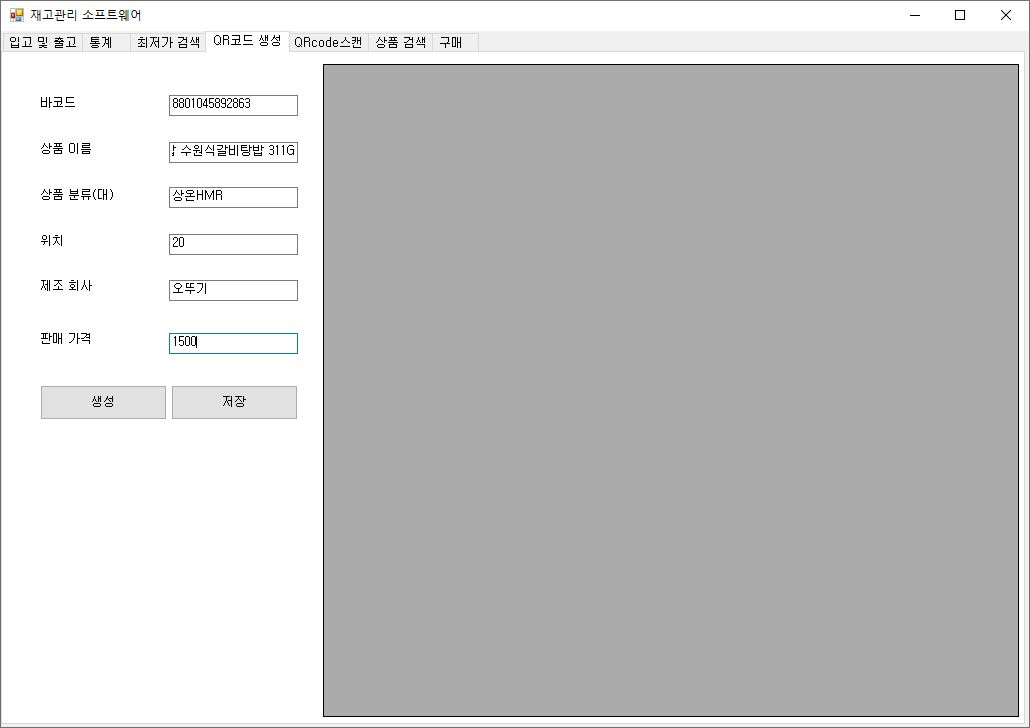 재고관리 소프트웨어
입고 및 출고 통계 최저가 검색 QR코드 생성 QRcode스캔 상품 검색 구매
바코드 8801045892863
상품 이름 수원식갈비탕밥 311G
상품 분류(대) 상온HMR
위치 20
제조 회사 오뚜기
판매 가격 1500
생성 저장